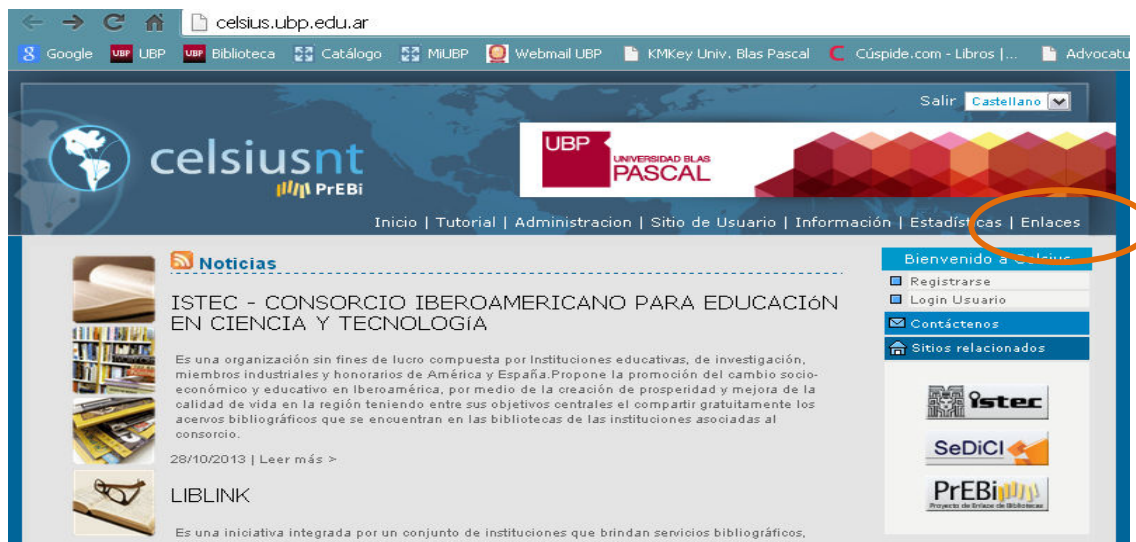 celsius.ubp.edu.ar
Google UBP UBP UBP Biblioteca Catálogo MiUBP Webmail UBP KMKey Univ. Blas Pascal Cúspide.com - Libros |... Advocatu
Salir Castellano
celsiusnt
PrEBi
UBP
UNIVERSIDAD BLAS
PASCAL
Inicio | Tutorial | Administracion | Sitio de Usuario | Información | Estadísticas | Enlaces
Noticias
ISTEC - CONSORCIO IBEROAMERICANO PARA EDUCACIóN
EN CIENCIA Y TECNOLOGíA
Es una organización sin fines de lucro compuesta por Instituciones educativas, de investigación,
miembros industriales y honorarios de América y España.Propone la promoción del cambio socio-
económico y educativo en Iberoamérica, por medio de la creación de prosperidad y mejora de la
calidad de vida en la región teniendo entre sus objetivos centrales el compartir gratuitamente los
acervos bibliográficos que se encuentran en las bibliotecas de las instituciones asociadas al
consorcio.
28/10/2013 | Leer más >
LIBLINK
Es una iniciativa integrada por un conjunto de instituciones que brindan servicios bibliográficos,
Bienvenido a Celsius
Registrarse
Login Usuario
Contáctenos
Sitios relacionados
istec
SeDiCI
PrEBi
Proyecto de Enlace de Bibliotecas